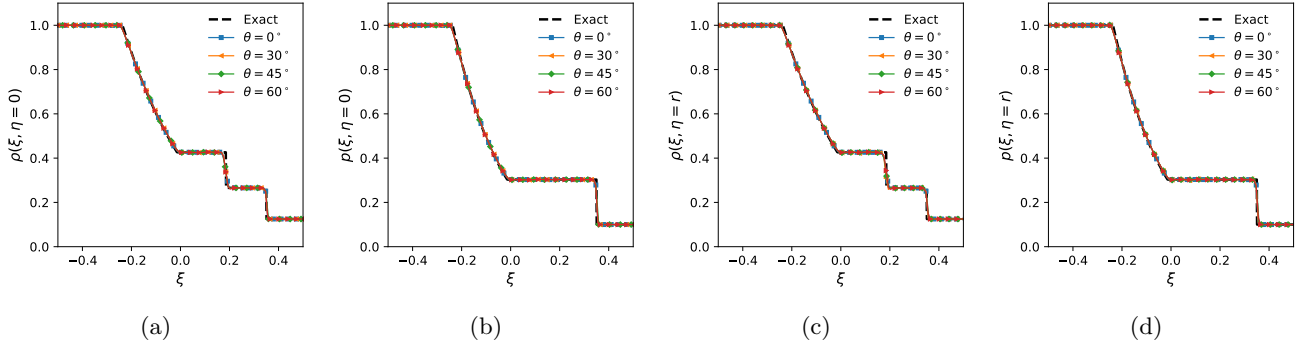 1.0
0.8
0.6
0.4
0.2
0.0
ρ(ξ, η = 0)
Exact
θ = 0°
θ = 30°
θ = 45°
θ = 60°
−0.4 −0.2 0.0 0.2 0.4
ξ
(a)
1.0
0.8
0.6
0.4
0.2
0.0
p(ξ, η = 0)
Exact
θ = 0°
θ = 30°
θ = 45°
θ = 60°
−0.4 −0.2 0.0 0.2 0.4
ξ
(b)
1.0
0.8
0.6
0.4
0.2
0.0
ρ(ξ, η = r)
Exact
θ = 0°
θ = 30°
θ = 45°
θ = 60°
−0.4 −0.2 0.0 0.2 0.4
ξ
(c)
1.0
0.8
0.6
0.4
0.2
0.0
p(ξ, η = r)
Exact
θ = 0°
θ = 30°
θ = 45°
θ = 60°
−0.4 −0.2 0.0 0.2 0.4
ξ
(d)